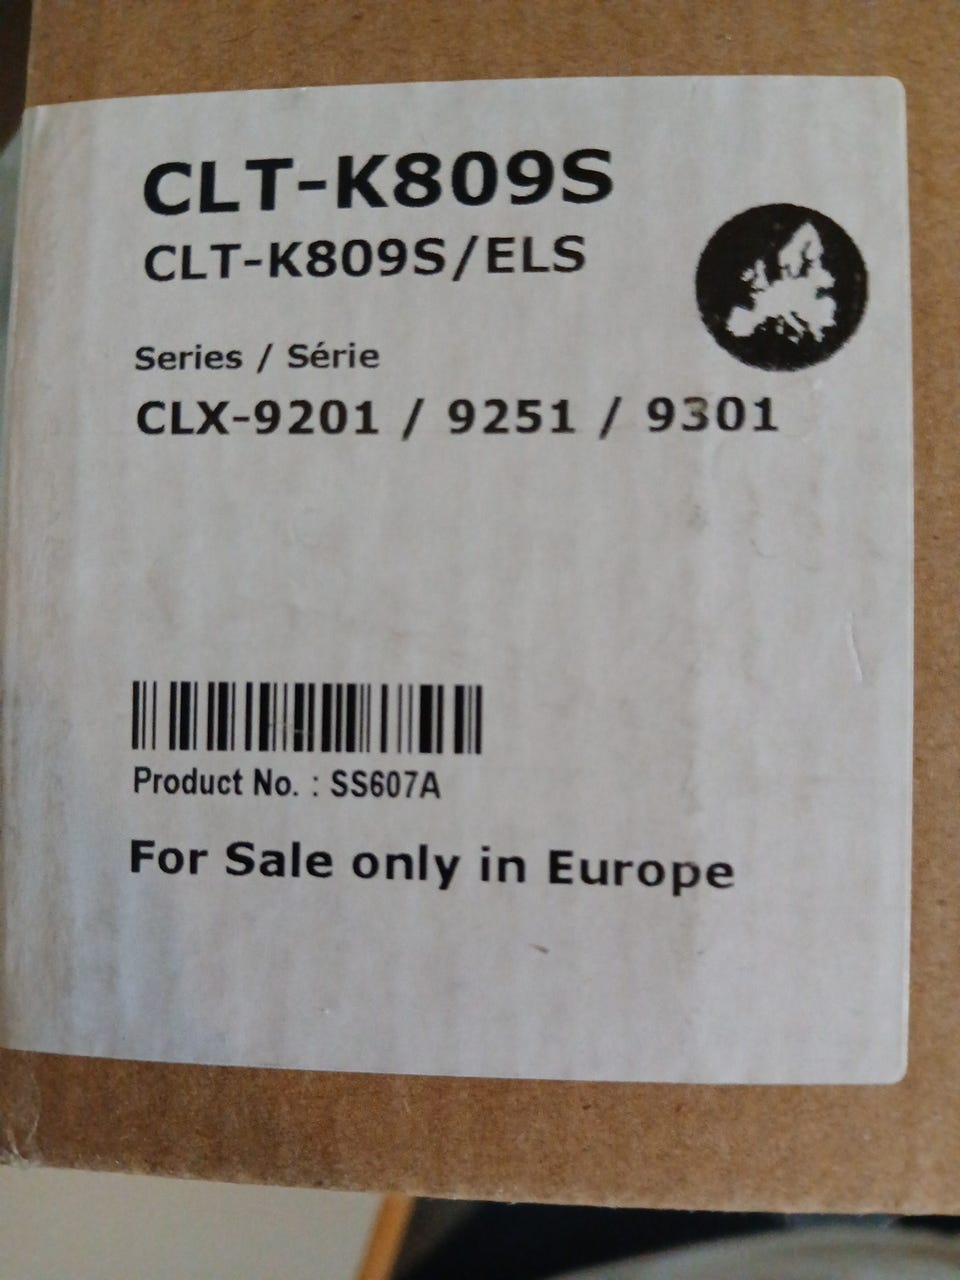 CLT-K809S
CLT-K809S/ELS
Series / Série
CLX-9201 / 9251 / 9301
Product No. : SS607A
For Sale only in Europe